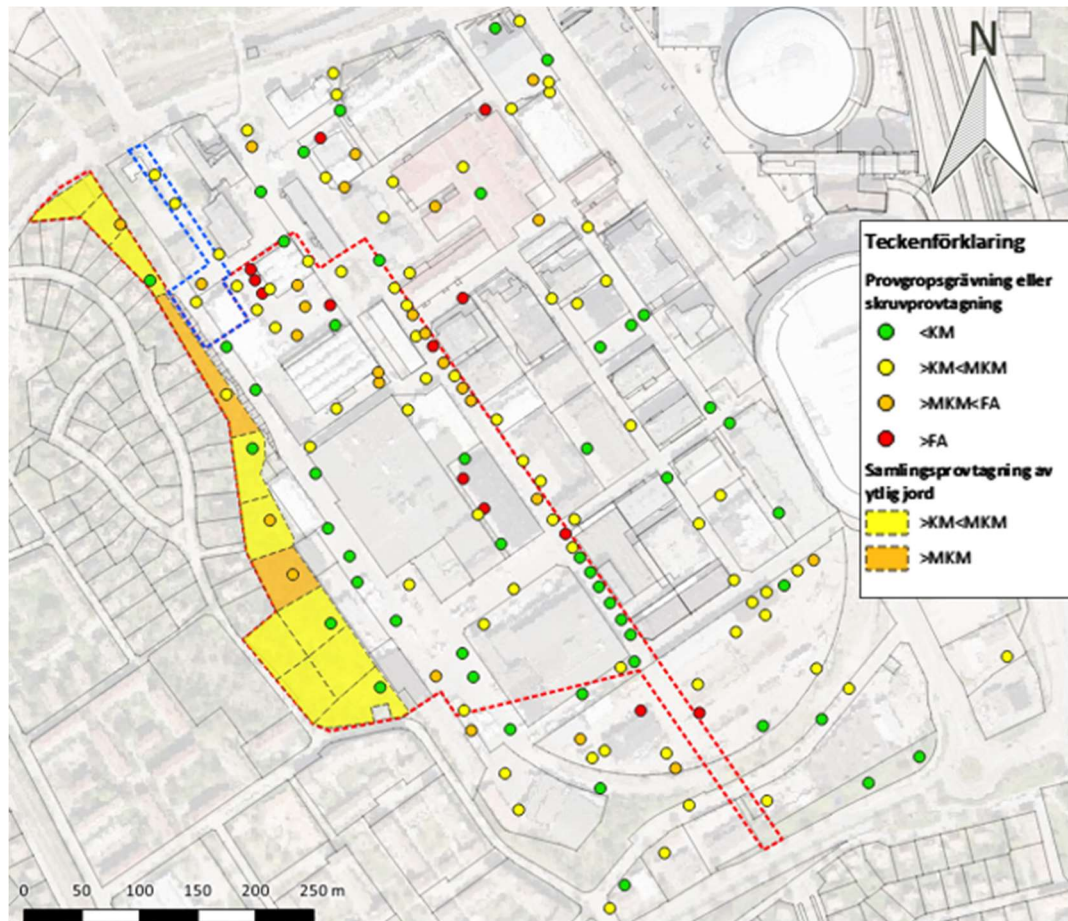 N
Teckenförklaring
Provgropsgrävning eller
skruvprovtagning
<KM
>KM<MKM
>MKM<FA
>FA
Samlingsprovtagning av
ytlig jord
>KM<MKM
>MKM
0 50 100 150 200 250 m